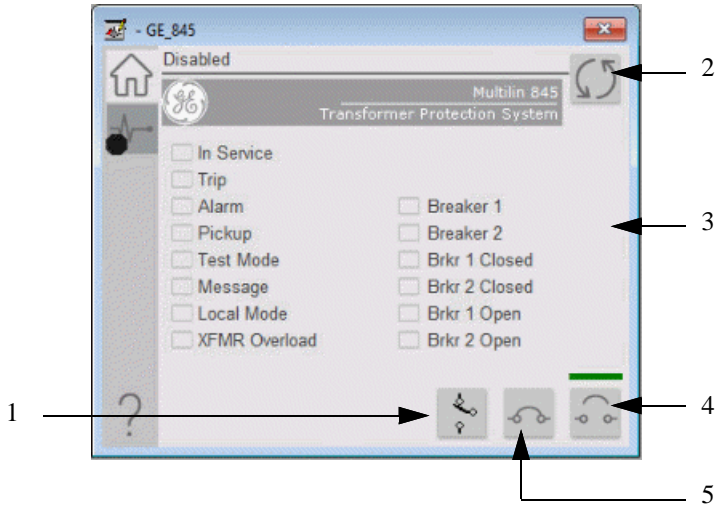 - GE_845
Disabled
GE
Multilin 845
Transformer Protection System
In Service
Trip
Alarm
Breaker 1
Pickup
Breaker 2
Test Mode
Brkr 1 Closed
Message
Brkr 2 Closed
Local Mode
Brkr 1 Open
XFMR Overload
Brkr 2 Open
?
1
2
3
4
5